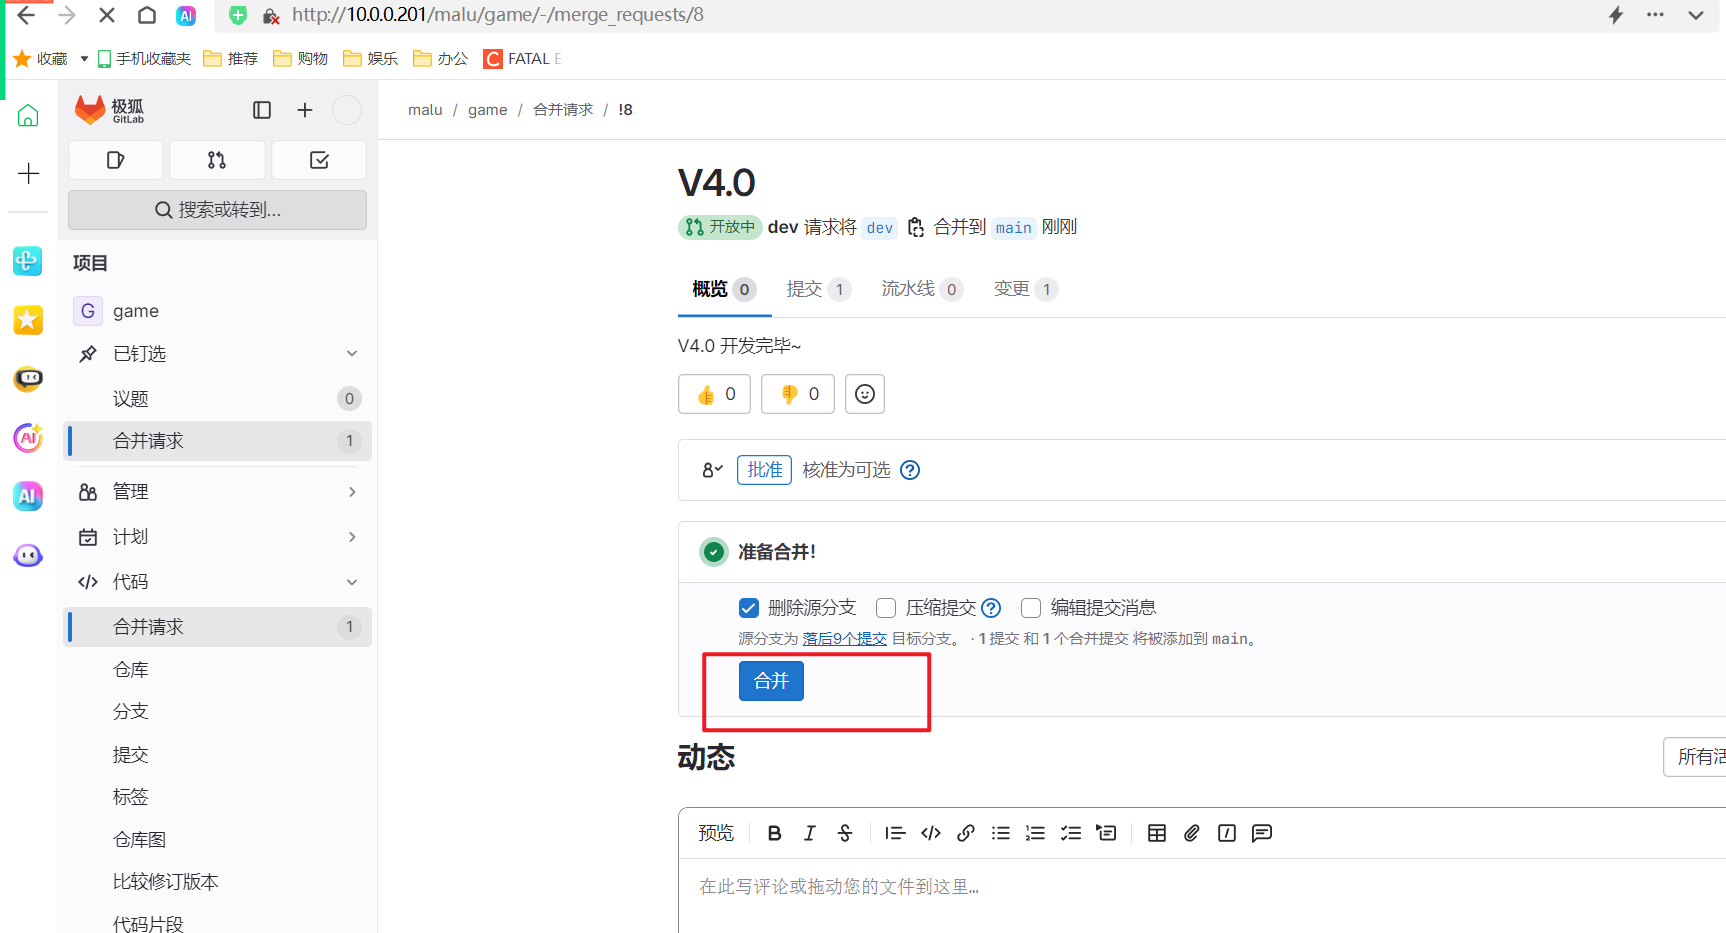 http://10.0.0.201/malu/game/-/merge_requests/8
收藏
手机收藏夹
推荐
购物
娱乐
办公
FATAL E
极狐
GitLab
搜索或转到...
项目
G game
已钉选
议题 0
合并请求 1
管理
计划
代码
合并请求 1
仓库
分支
提交
标签
仓库图
比较修订版本
代码片段
malu / game / 合并请求 / !8
V4.0
开放中 dev 请求将 dev 合并到 main 刚刚
概览 0 提交 1 流水线 0 变更 1
V4.0 开发完毕~
👍 0 👎 0
批准 核准为可选
准备合并！
删除源分支 压缩提交 编辑提交消息
源分支为 落后9个提交 目标分支。 · 1 提交 和 1 个合并提交 将被添加到 main。
合并
动态
所有活
预览
在此写评论或拖动您的文件到这里…